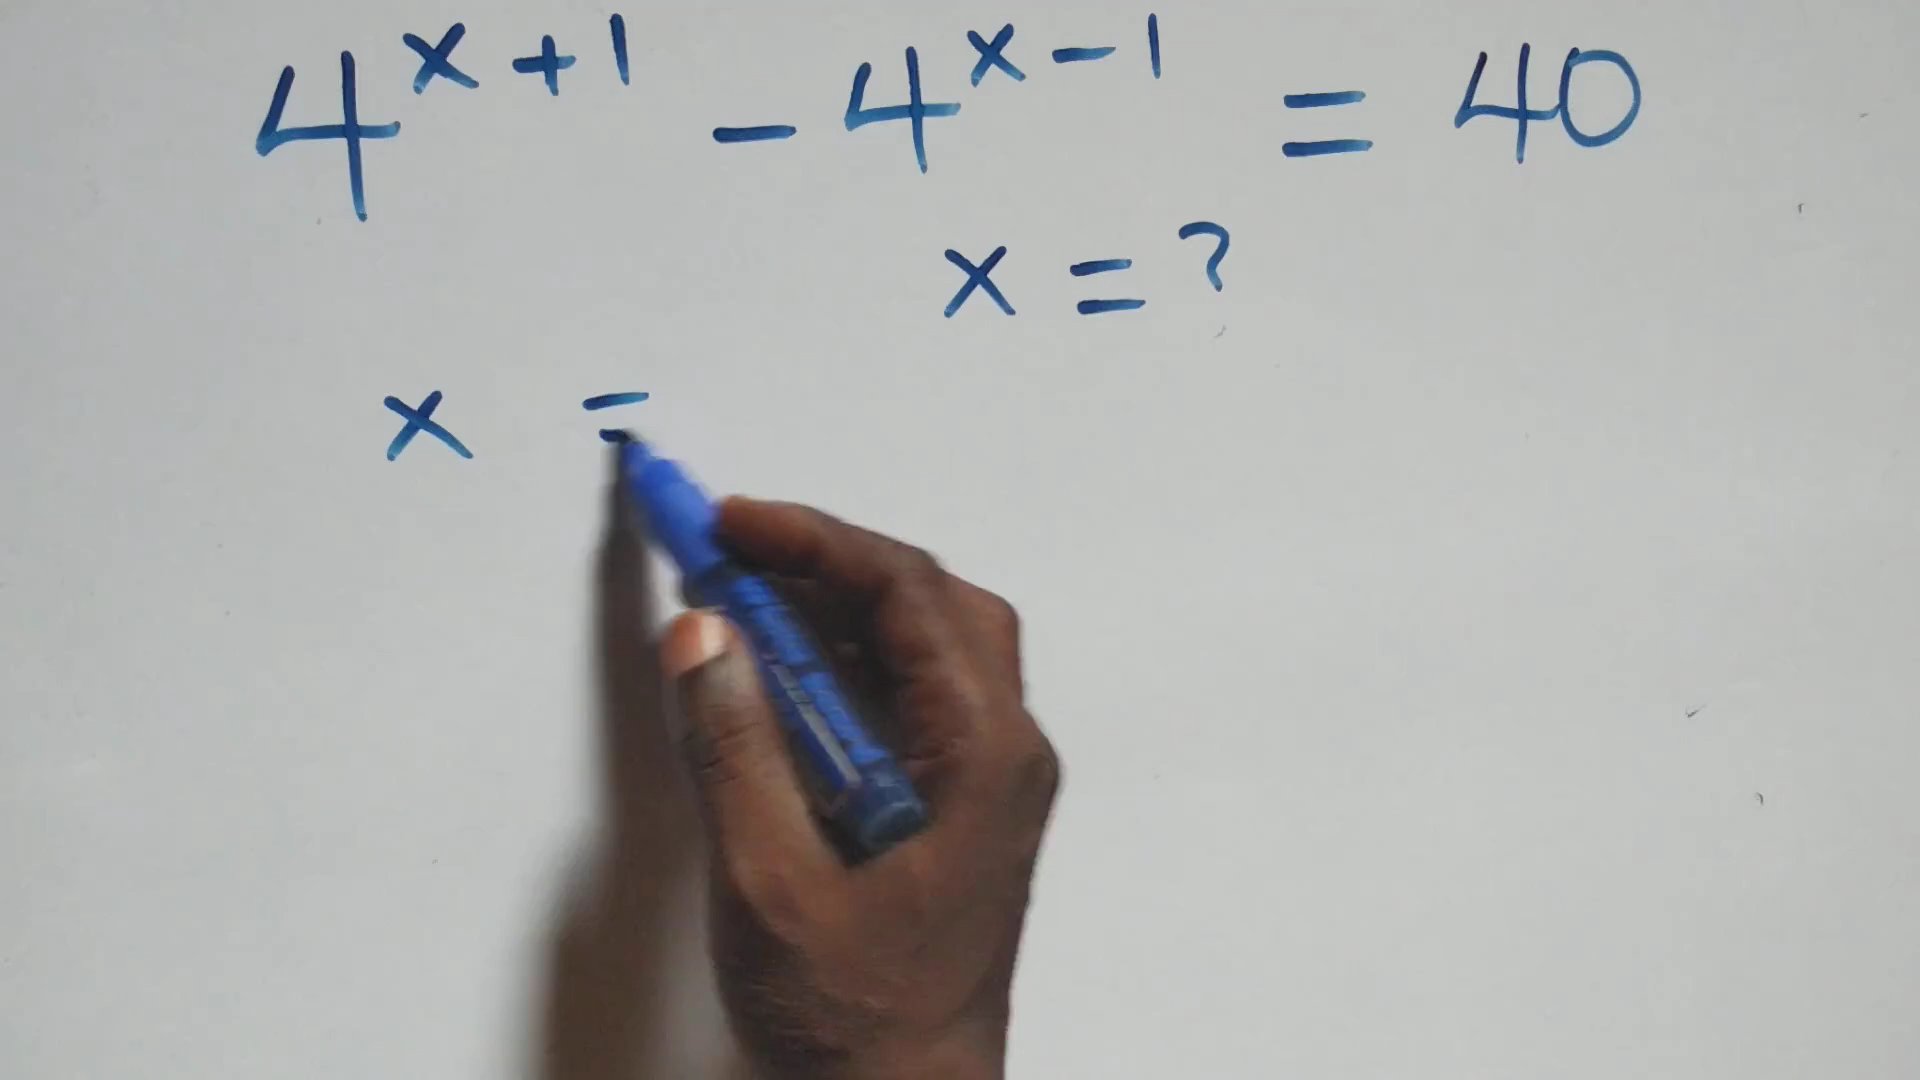 4^{x+1} - 4^{x-1} = 40
x = ?
x =